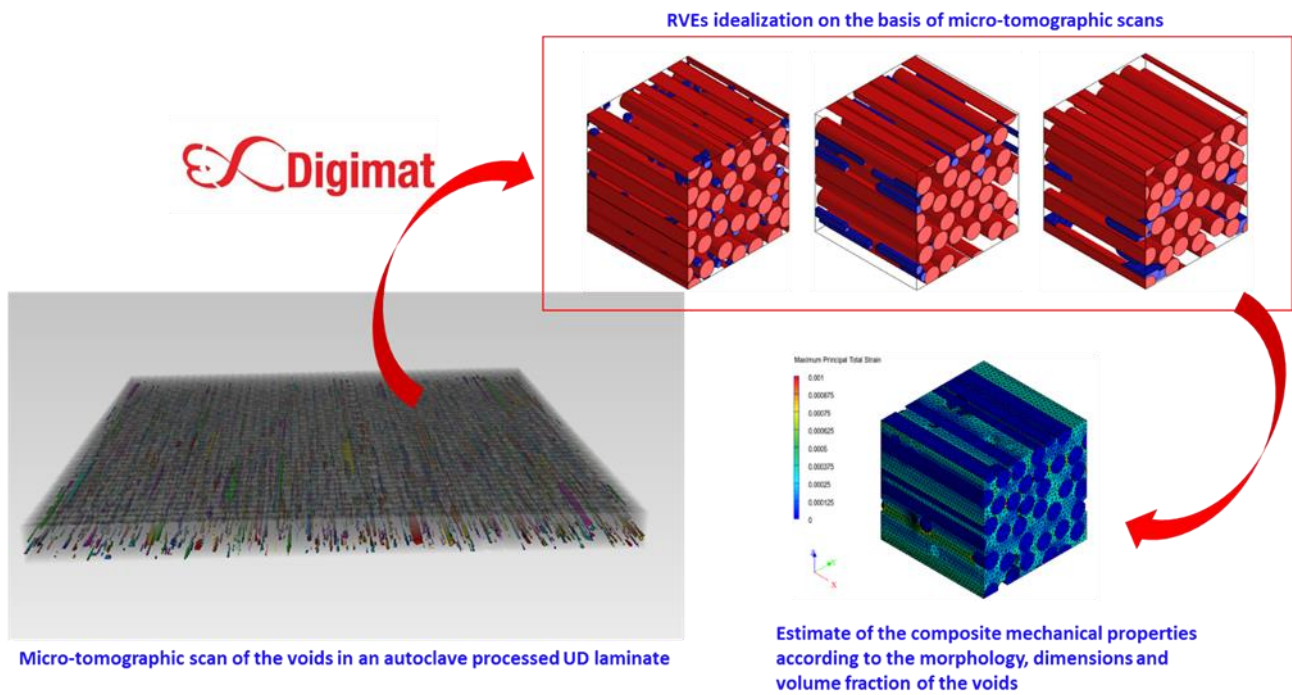 RVEs idealization on the basis of micro-tomographic scans
Digimat
Maximum Principal Total Strain
0.001
0.000875
0.00075
0.000625
0.0005
0.000375
0.00025
0.000125
0
X
Micro-tomographic scan of the voids in an autoclave processed UD laminate
Estimate of the composite mechanical properties
according to the morphology, dimensions and
volume fraction of the voids